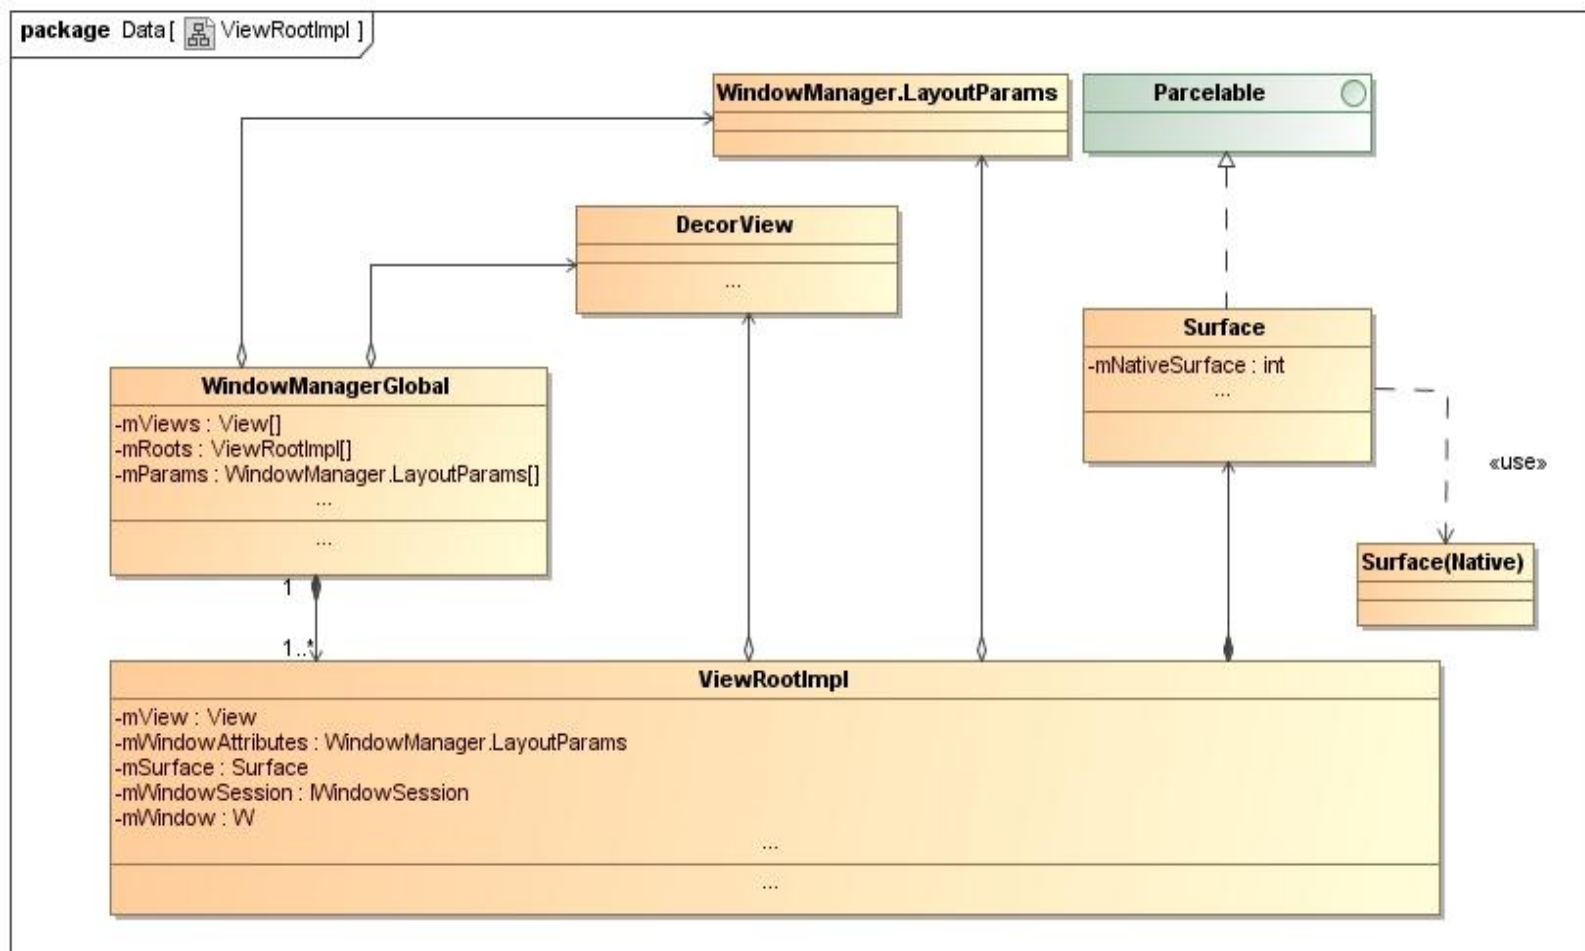 package Data [ ViewRootImpl ]
WindowManager.LayoutParams
Parcelable
DecorView
...
Surface
-mNativeSurface : int
...
WindowManagerGlobal
-mViews : View[]
-mRoots : ViewRootImpl[]
-mParams : WindowManager.LayoutParams[]
...
...
«use»
Surface(Native)
1
1..*
ViewRootImpl
-mView : View
-mWindowAttributes : WindowManager.LayoutParams
-mSurface : Surface
-mWindowSession : IWindowSession
-mWindow : W
...
...